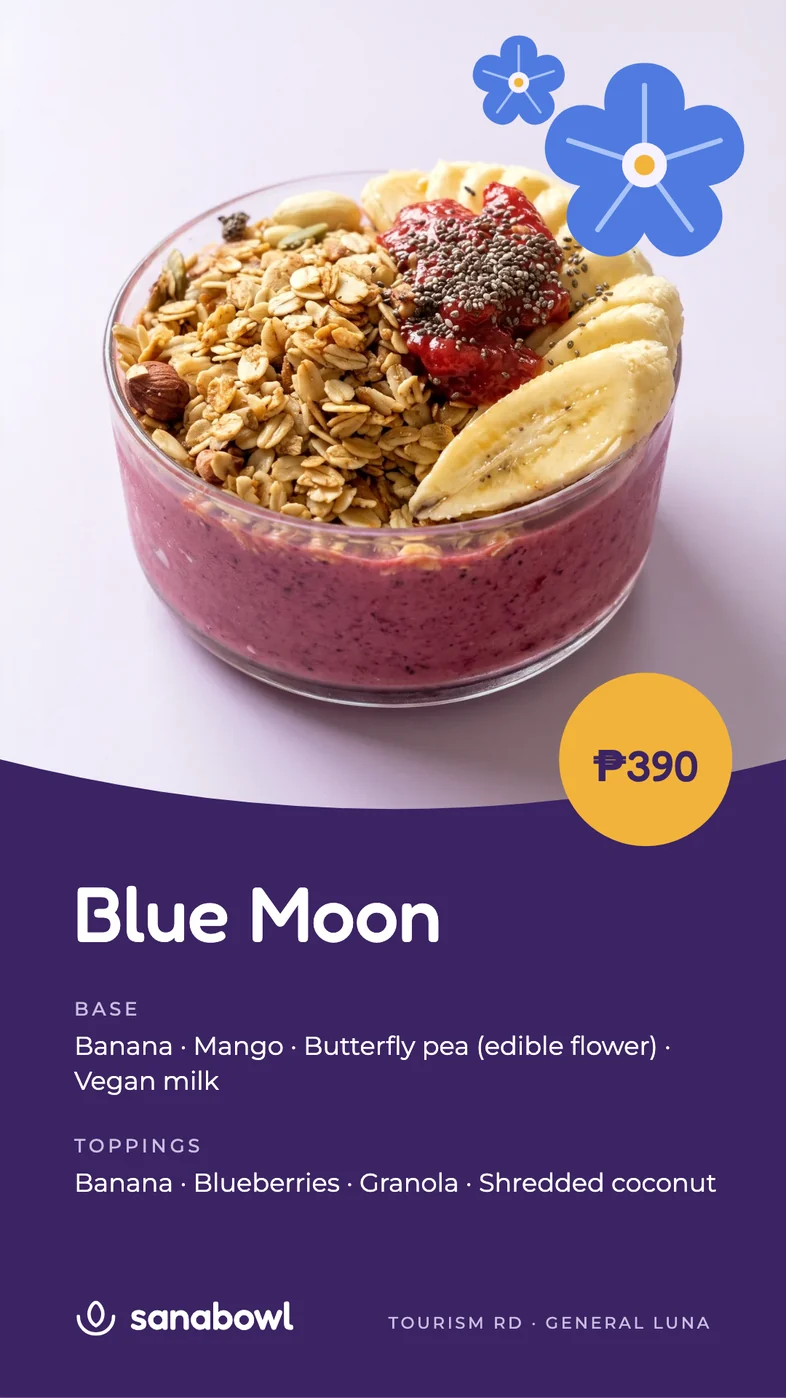 ₱390
Blue Moon
BASE
Banana · Mango · Butterfly pea (edible flower) ·
Vegan milk
TOPPINGS
Banana · Blueberries · Granola · Shredded coconut
sanabowl
TOURISM RD · GENERAL LUNA